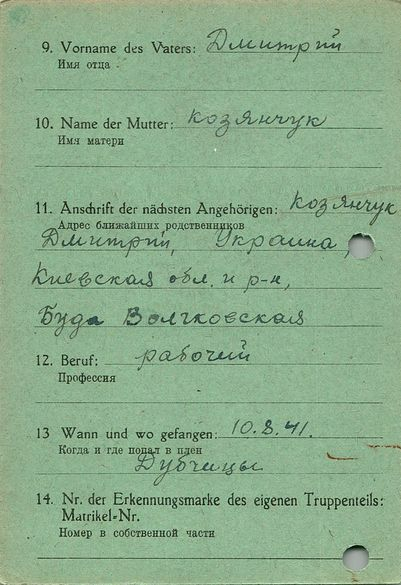 9. Vorname des Vaters: Дмитрий
Имя отца
10. Name der Mutter: козянчук
Имя матери
11. Anschrift der nächsten Angehörigen: козянчук
Адрес ближайших родственников
Дмитрий, Украина,
Киевская обл. и р-н,
Буда Волчковская
12. Beruf: рабочий
Профессия
13 Wann und wo gefangen: 10.8.41.
Когда и где попал в плен
Дубчицы
14. Nr. der Erkennungsmarke des eigenen Truppenteils:
Matrikel-Nr.
Номер в собственной части